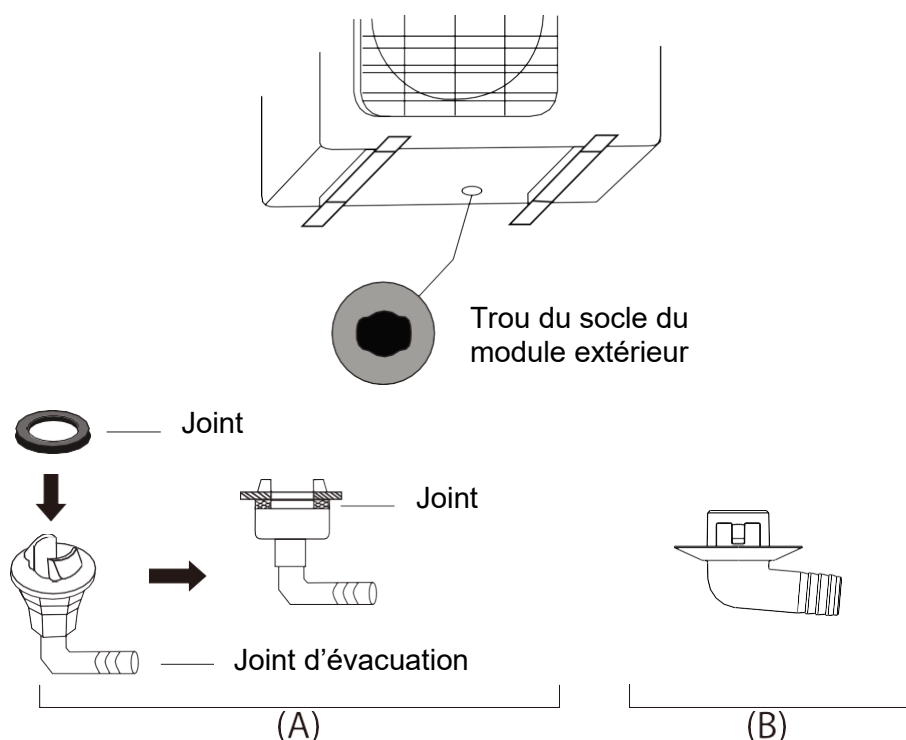 Trou du socle du
module extérieur
Joint
Joint
Joint d’évacuation
(A)
(B)